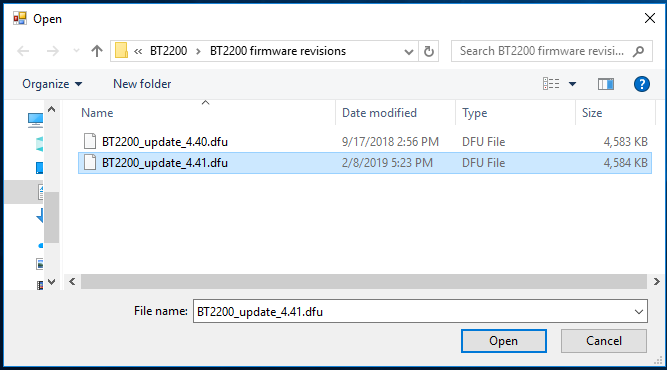 Open
BT2200 BT2200 firmware revisions Search BT2200 firmware revisi...
Organize New folder ?
Name Date modified Type Size
BT2200_update_4.40.dfu 9/17/2018 2:56 PM DFU File 4,583 KB
BT2200_update_4.41.dfu 2/8/2019 5:23 PM DFU File 4,584 KB
File name: BT2200_update_4.41.dfu
Open Cancel